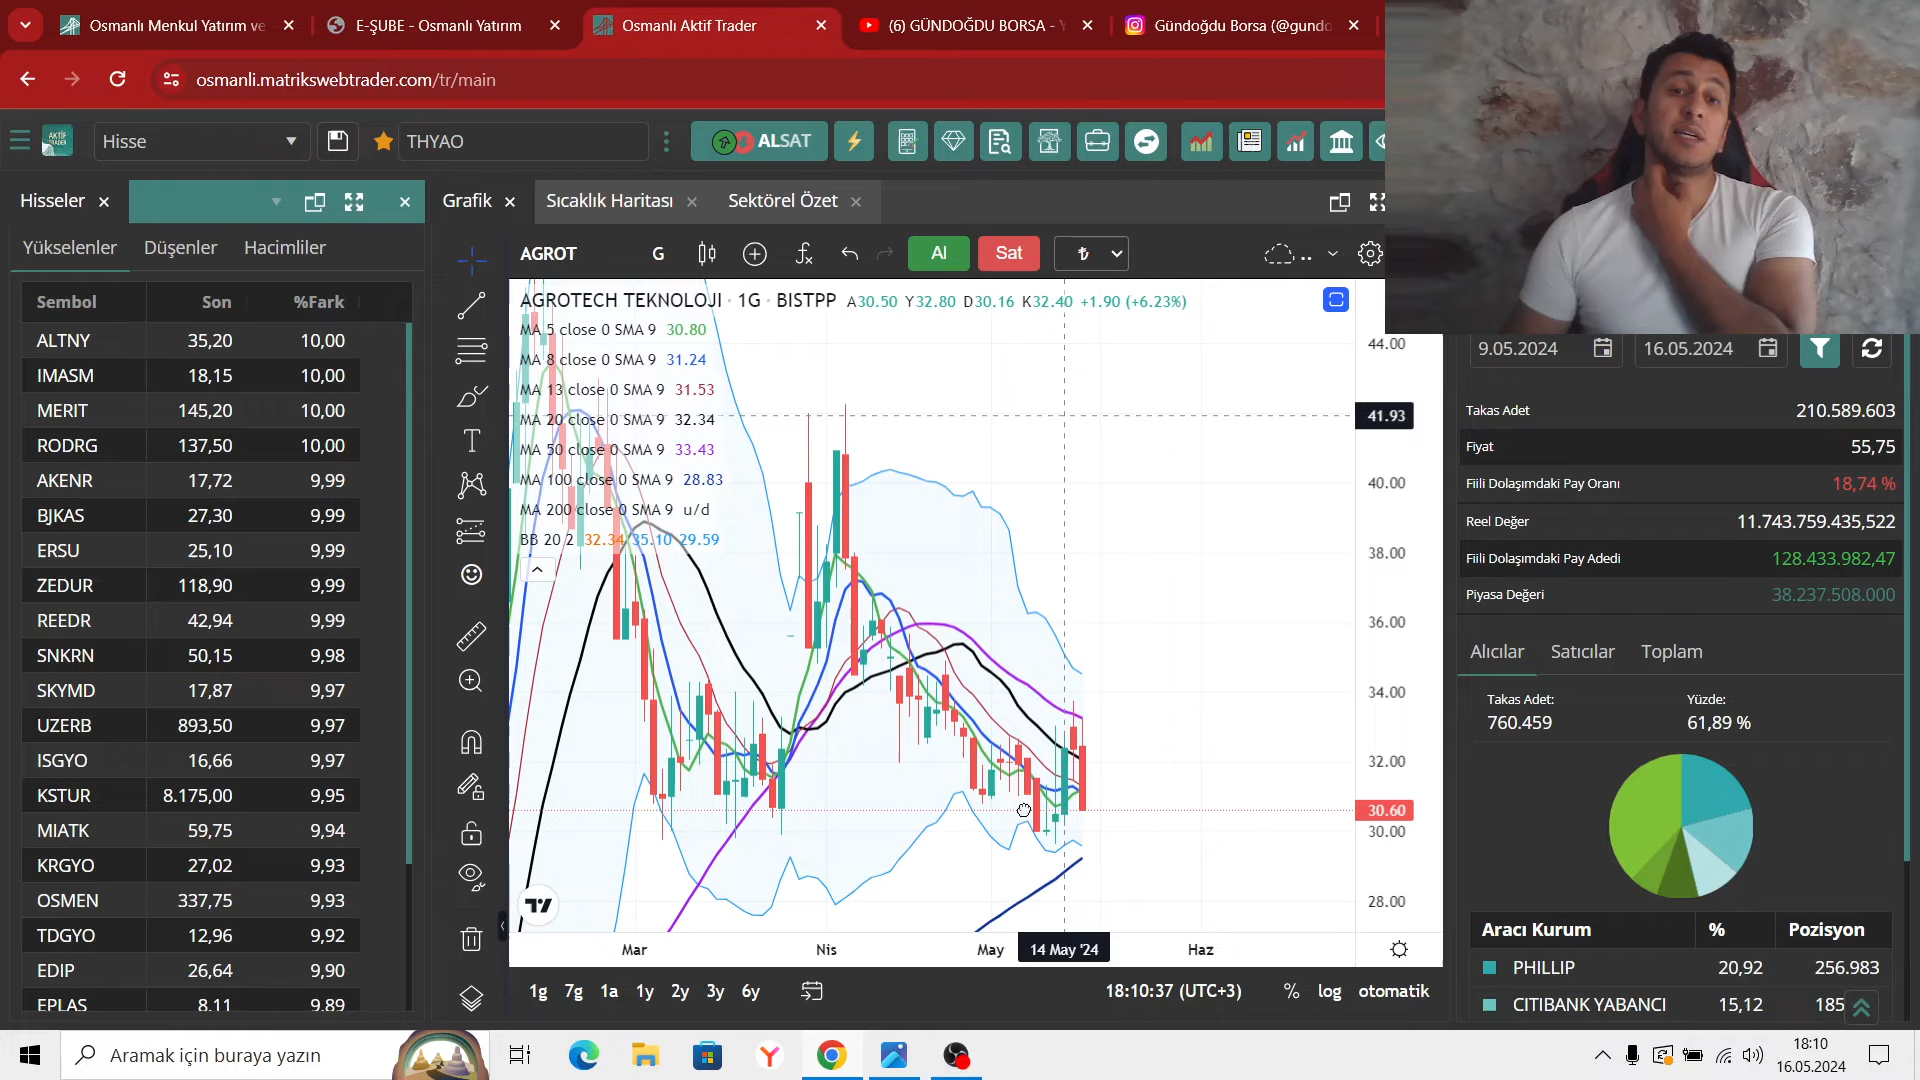 Osmanlı Menkul Yatırım ve
E-ŞUBE - Osmanlı Yatırım
Osmanlı Aktif Trader
(6) GÜNDOĞDU BORSA - Y
Gündoğdu Borsa (@gundo
osmanli.matrikswebtrader.com/tr/main
AKTİF TRADER
Hisse
THYAO
ALSAT
Hisseler
Grafik
Sıcaklık Haritası
Sektörel Özet
Yükselenler
Düşenler
Hacimliler
Sembol Son %Fark
ALTNY 35,20 10,00
IMASM 18,15 10,00
MERIT 145,20 10,00
RODRG 137,50 10,00
AKENR 17,72 9,99
BJKAS 27,30 9,99
ERSU 25,10 9,99
ZEDUR 118,90 9,99
REEDR 42,94 9,99
SNKRN 50,15 9,98
SKYMD 17,87 9,97
UZERB 893,50 9,97
ISGYO 16,66 9,97
KSTUR 8.175,00 9,95
MIATK 59,75 9,94
KRGYO 27,02 9,93
OSMEN 337,75 9,93
TDGYO 12,96 9,92
EDIP 26,64 9,90
EPLAS 8,11 9,89
AGROT G Al Sat ₺
AGROTECH TEKNOLOJI · 1G · BISTPP A30.50 Y32.80 D30.16 K32.40 +1.90 (+6.23%)
MA 5 close 0 SMA 9 30.80
MA 8 close 0 SMA 9 31.24
MA 13 close 0 SMA 9 31.53
MA 20 close 0 SMA 9 32.34
MA 50 close 0 SMA 9 33.43
MA 100 close 0 SMA 9 28.83
MA 200 close 0 SMA 9 u/d
BB 20 2 32.34 35.10 29.59
44.00
41.93
40.00
38.00
36.00
34.00
32.00
30.60
30.00
28.00
Mar Nis May 14 May '24 Haz
1g 7g 1a 1y 2y 3y 6y
18:10:37 (UTC+3) % log otomatik
9.05.2024 16.05.2024
Takas Adet 210.589.603
Fiyat 55,75
Fiili Dolaşımdaki Pay Oranı 18,74 %
Reel Değer 11.743.759.435,522
Fiili Dolaşımdaki Pay Adedi 128.433.982,47
Piyasa Değeri 38.237.508.000
Alıcılar Satıcılar Toplam
Takas Adet: Yüzde:
760.459 61,89 %
Aracı Kurum % Pozisyon
PHILLIP 20,92 256.983
CITIBANK YABANCI 15,12 185
Aramak için buraya yazın
18:10
16.05.2024